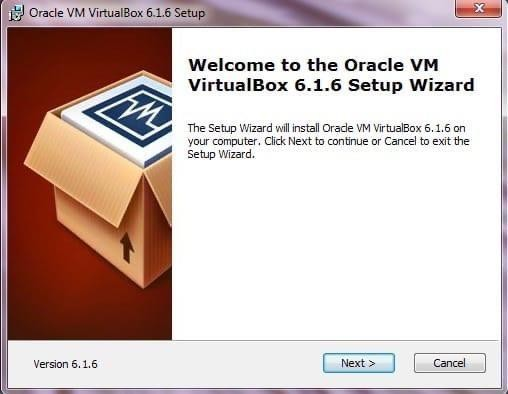 Oracle VM VirtualBox 6.1.6 Setup
Welcome to the Oracle VM
VirtualBox 6.1.6 Setup Wizard
The Setup Wizard will install Oracle VM VirtualBox 6.1.6 on
your computer. Click Next to continue or Cancel to exit the
Setup Wizard.
Version 6.1.6
Next >
Cancel